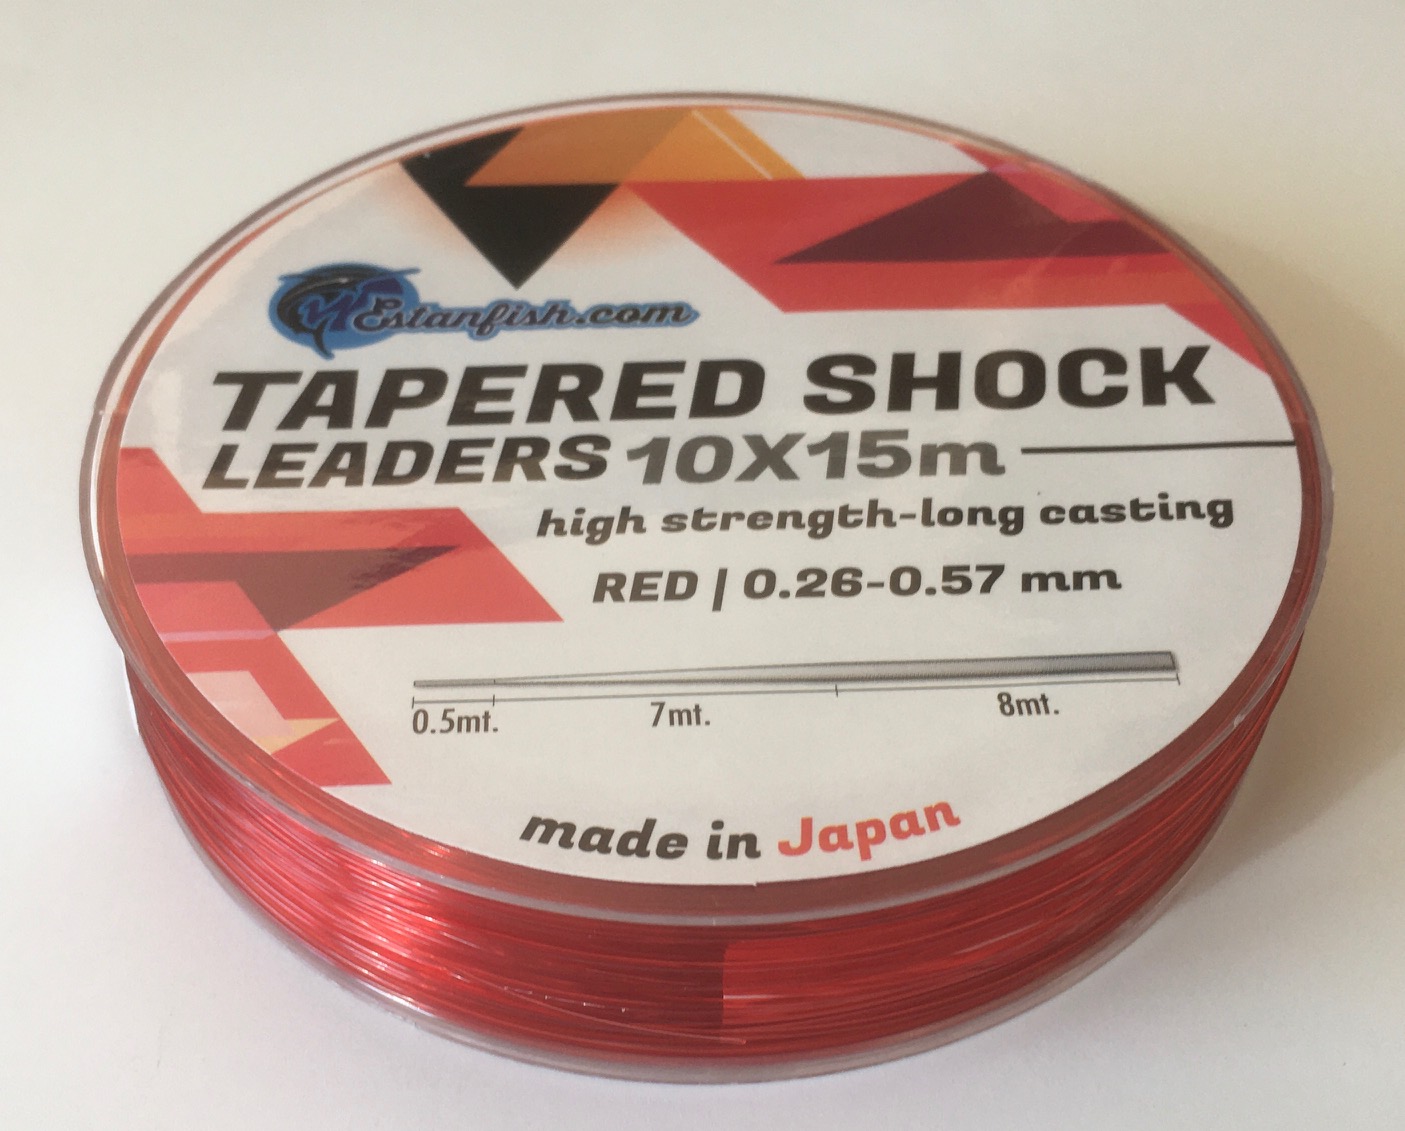 WEstanfish.com
TAPERED SHOCK
LEADERS 10X15m
high strength-long casting
RED | 0.26-0.57 mm
0.5mt. 7mt. 8mt.
made in Japan